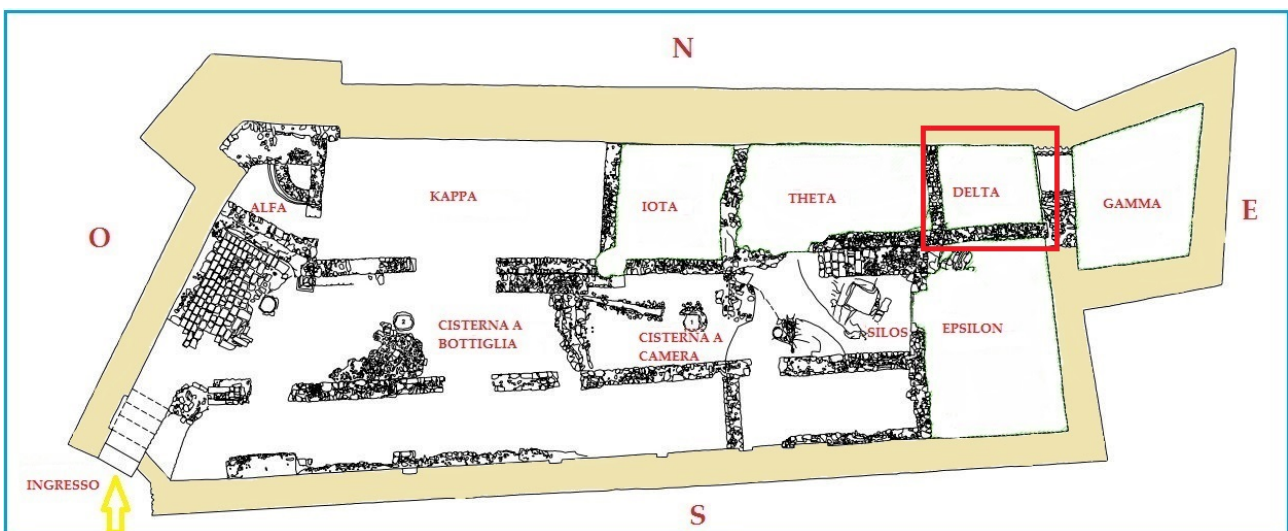 N
KAPPA
IOTA
THETA
DELTA
GAMMA
ALFA
O
E
CISTERNA A
BOTTIGLIA
CISTERNA A
CAMERA
SILOS
EPSILON
INGRESSO
S